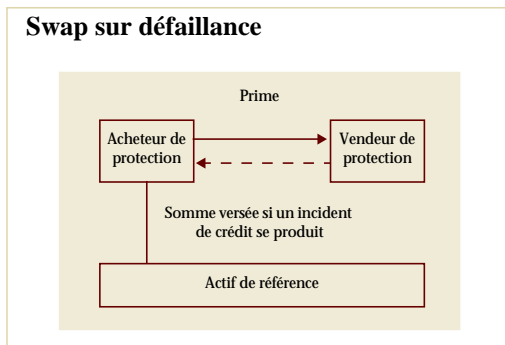 Swap sur défaillance
Prime
Acheteur de
protection
Vendeur de
protection
Somme versée si un incident
de crédit se produit
Actif de référence